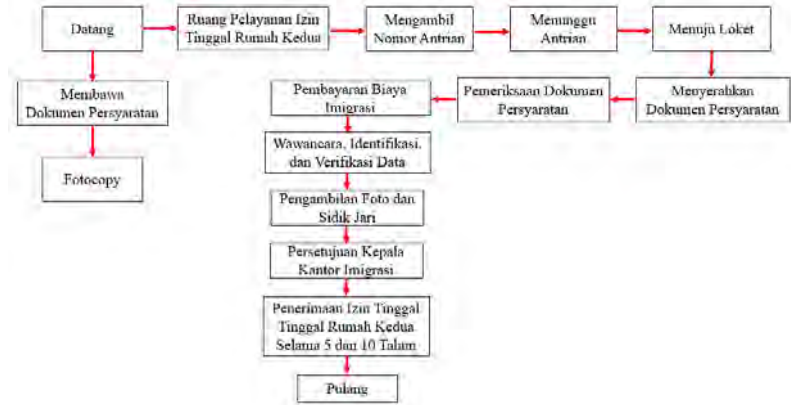 Datang
Ruang Pelayanan Izin
Tinggal Rumah Kedua
Mengambil
Nomor Antrian
Menunggu
Antrian
Menuju Loket
Membawa
Dokumen Persyaratan
Fotocopy
Menyerahkan
Dokumen Persyaratan
Pemeriksaan Dokumen
Persyaratan
Pembayaran Biaya
Imigrasi
Wawancara, Identifikasi,
dan Verifikasi Data
Pengambilan Foto dan
Sidik Jari
Persetujuan Kepala
Kantor Imigrasi
Penerimaan Izin Tinggal
Tinggal Rumah Kedua
Selama 5 dan 10 Tahun
Pulang